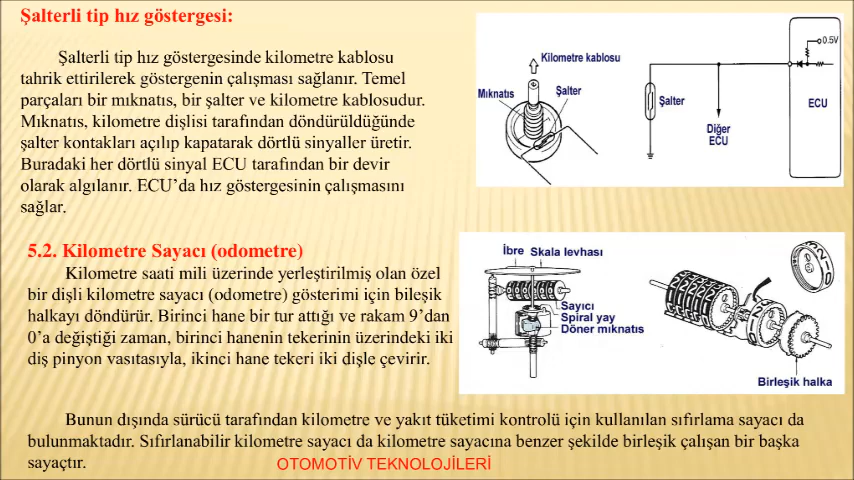 Şalterli tip hız göstergesi:
Şalterli tip hız göstergesinde kilometre kablosu
tahrik ettirilerek göstergenin çalışması sağlanır. Temel
parçaları bir mıknatıs, bir şalter ve kilometre kablosudur.
Mıknatıs, kilometre dişlisi tarafından döndürüldüğünde
şalter kontakları açılıp kapatarak dörtlü sinyaller üretir.
Buradaki her dörtlü sinyal ECU tarafından bir devir
olarak algılanır. ECU’da hız göstergesinin çalışmasını
sağlar.
Kilometre kablosu
Mıknatıs
Şalter
Şalter
Diğer
ECU
0.5V
ECU
5.2. Kilometre Sayacı (odometre)
Kilometre saati mili üzerinde yerleştirilmiş olan özel
bir dişli kilometre sayacı (odometre) gösterimi için bileşik
halkayı döndürür. Birinci hane bir tur attığı ve rakam 9’dan
0’a değiştiği zaman, birinci hanenin tekerinin üzerindeki iki
diş pinyon vasıtasıyla, ikinci hane tekeri iki dişle çevirir.
İbre
Skala levhası
Sayıcı
Spiral yay
Döner mıknatıs
Birleşik halka
Bunun dışında sürücü tarafından kilometre ve yakıt tüketimi kontrolü için kullanılan sıfırlama sayacı da
bulunmaktadır. Sıfırlanabilir kilometre sayacı da kilometre sayacına benzer şekilde birleşik çalışan bir başka
sayaçtır.
OTOMOTİV TEKNOLOJİLERİ